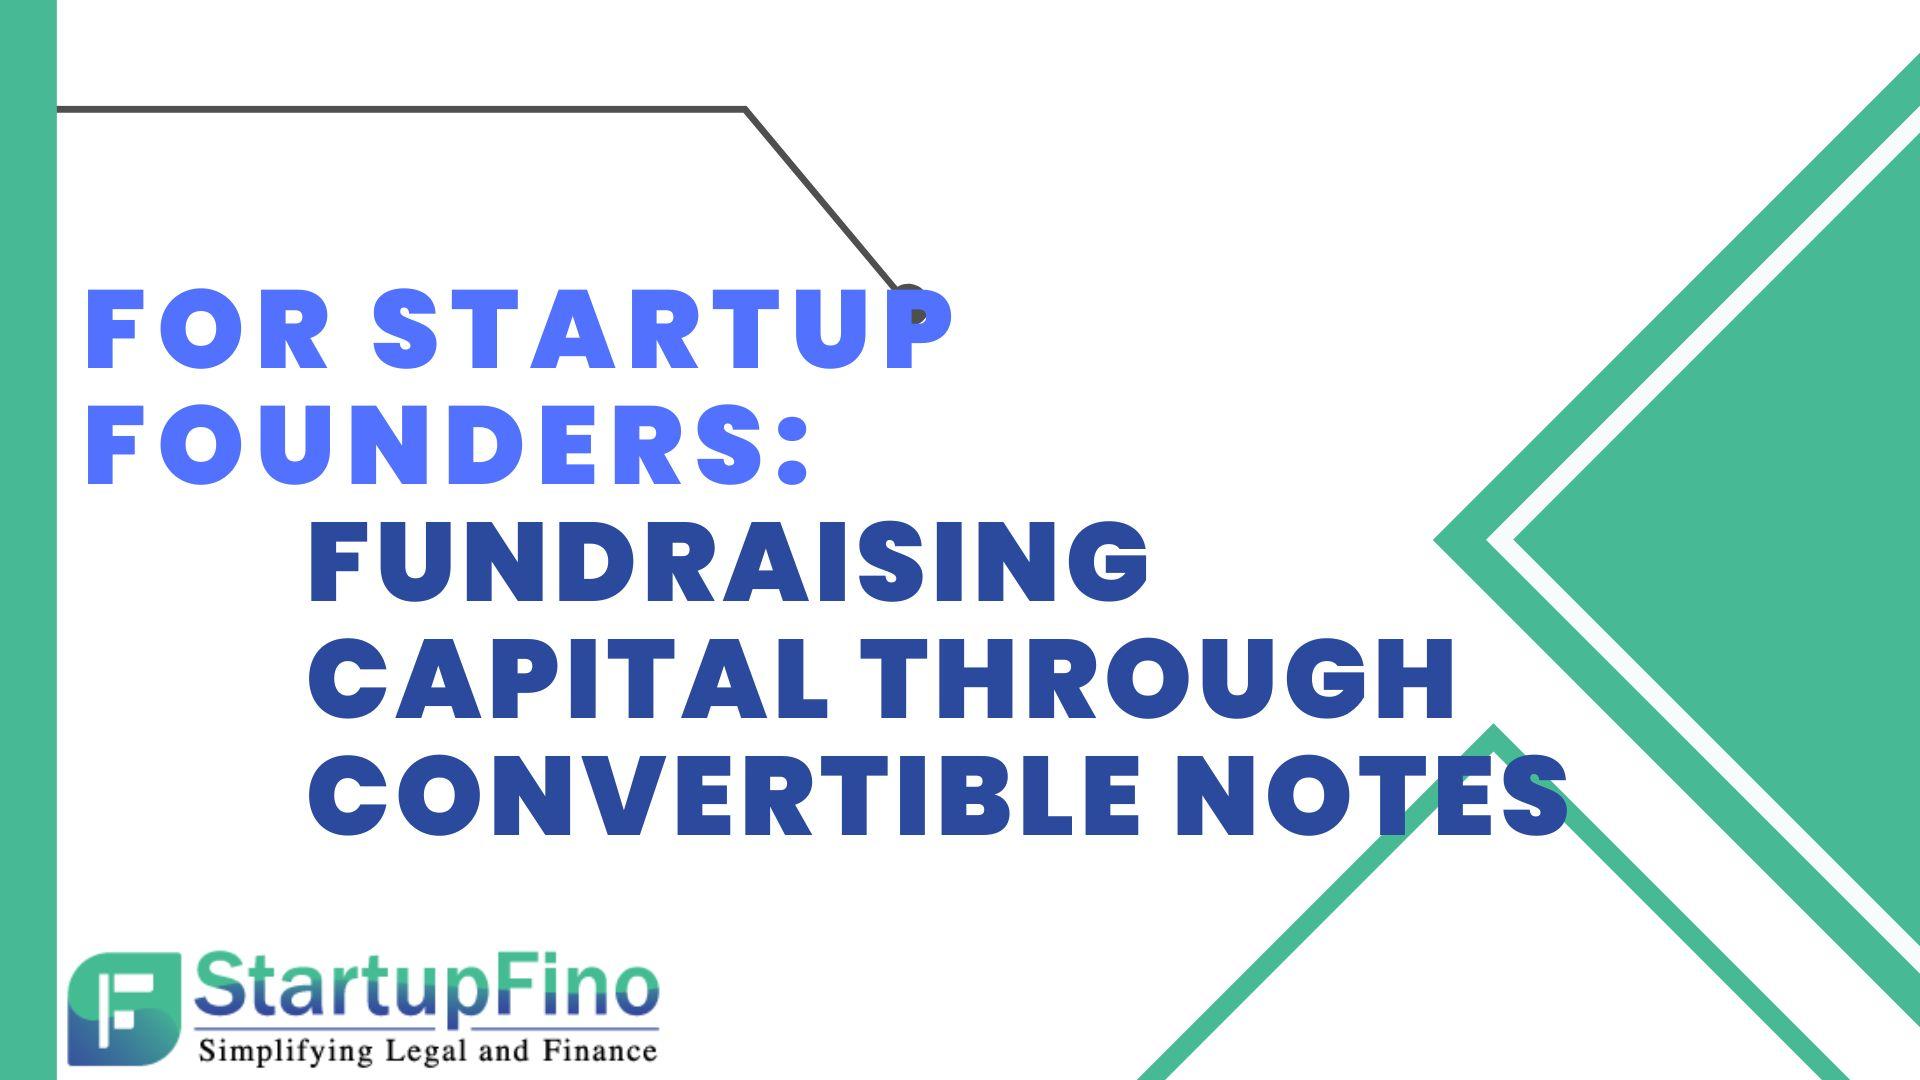 FOR STARTUP
FOUNDERS:
FUNDRAISING
CAPITAL THROUGH
CONVERTIBLE NOTES
StartupFino
Simplifying Legal and Finance